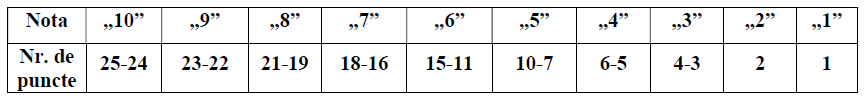 Nota „10” „9” „8” „7” „6” „5” „4” „3” „2” „1”
Nr. de puncte 25-24 23-22 21-19 18-16 15-11 10-7 6-5 4-3 2 1